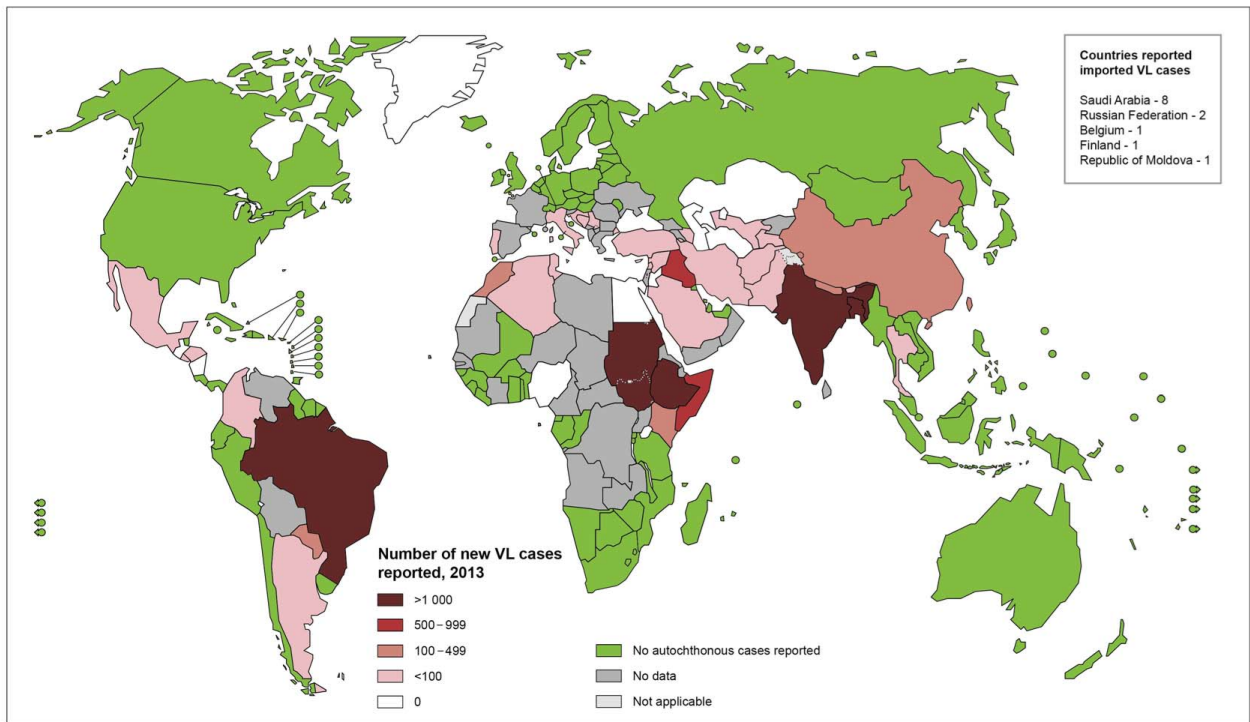 Countries reported
imported VL cases
Saudi Arabia - 8
Russian Federation - 2
Belgium - 1
Finland - 1
Republic of Moldova - 1
Number of new VL cases
reported, 2013
>1 000
500–999
100–499
<100
0
No autochthonous cases reported
No data
Not applicable